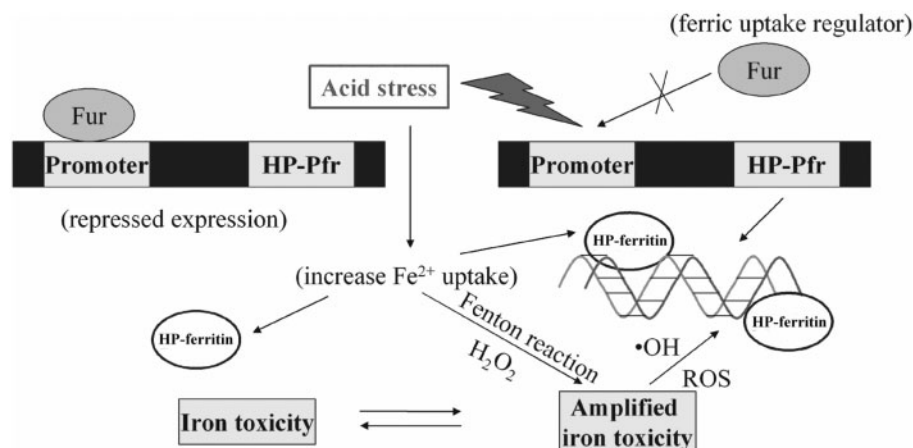 (ferric uptake regulator)
Fur
Acid stress
Fur
Promoter
HP-Pfr
Promoter
HP-Pfr
(repressed expression)
HP-ferritin
(increase Fe²⁺ uptake)
HP-ferritin
HP-ferritin
Fenton reaction
H₂O₂
•OH
ROS
Iron toxicity
Amplified
iron toxicity